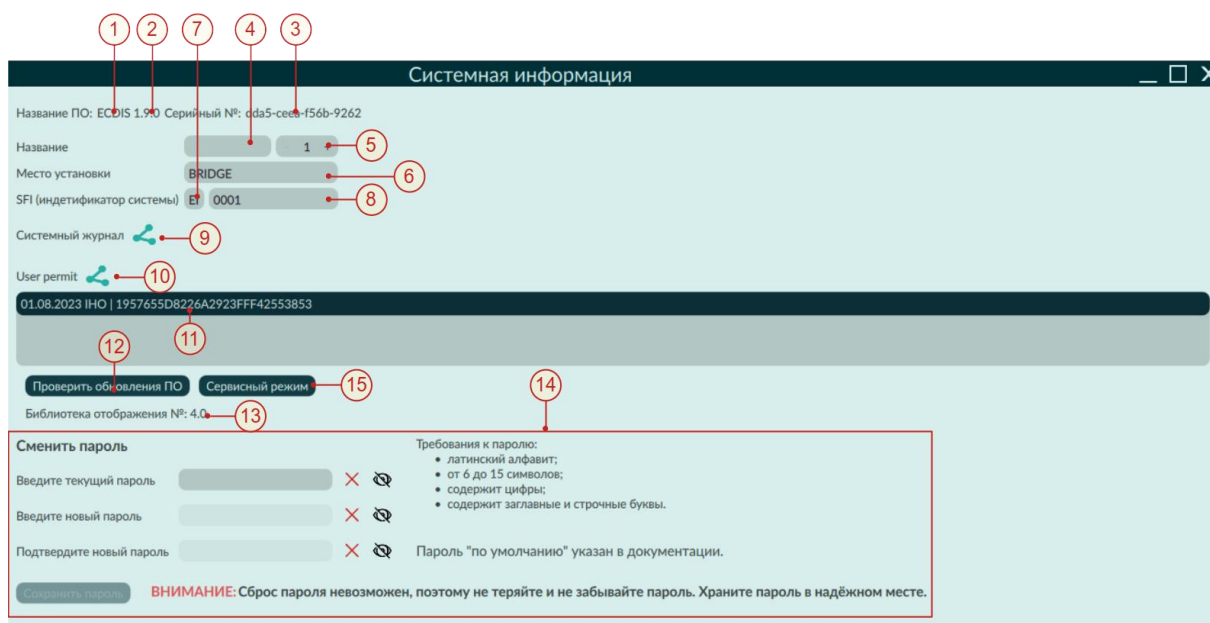 1 2 7 4 3
Системная информация
Название ПО: ECDIS 1.9.0 Серийный №: dda5-ceea-f56b-9262
Название - 1 + 5
Место установки BRIDGE 6
SFI (индетификатор системы) EI 0001 8
Системный журнал 9
User permit 10
01.08.2023 IHO | 1957655D8226A2923FFF42553853
11
12
Проверить обновления ПО Сервисный режим 15 14
Библиотека отображения №: 4.0 13
Сменить пароль Требования к паролю:
• латинский алфавит;
Введите текущий пароль • от 6 до 15 символов;
• содержит цифры;
• содержит заглавные и строчные буквы.
Введите новый пароль
Подтвердите новый пароль Пароль "по умолчанию" указан в документации.
Сохранить пароль ВНИМАНИЕ: Сброс пароля невозможен, поэтому не теряйте и не забывайте пароль. Храните пароль в надёжном месте.